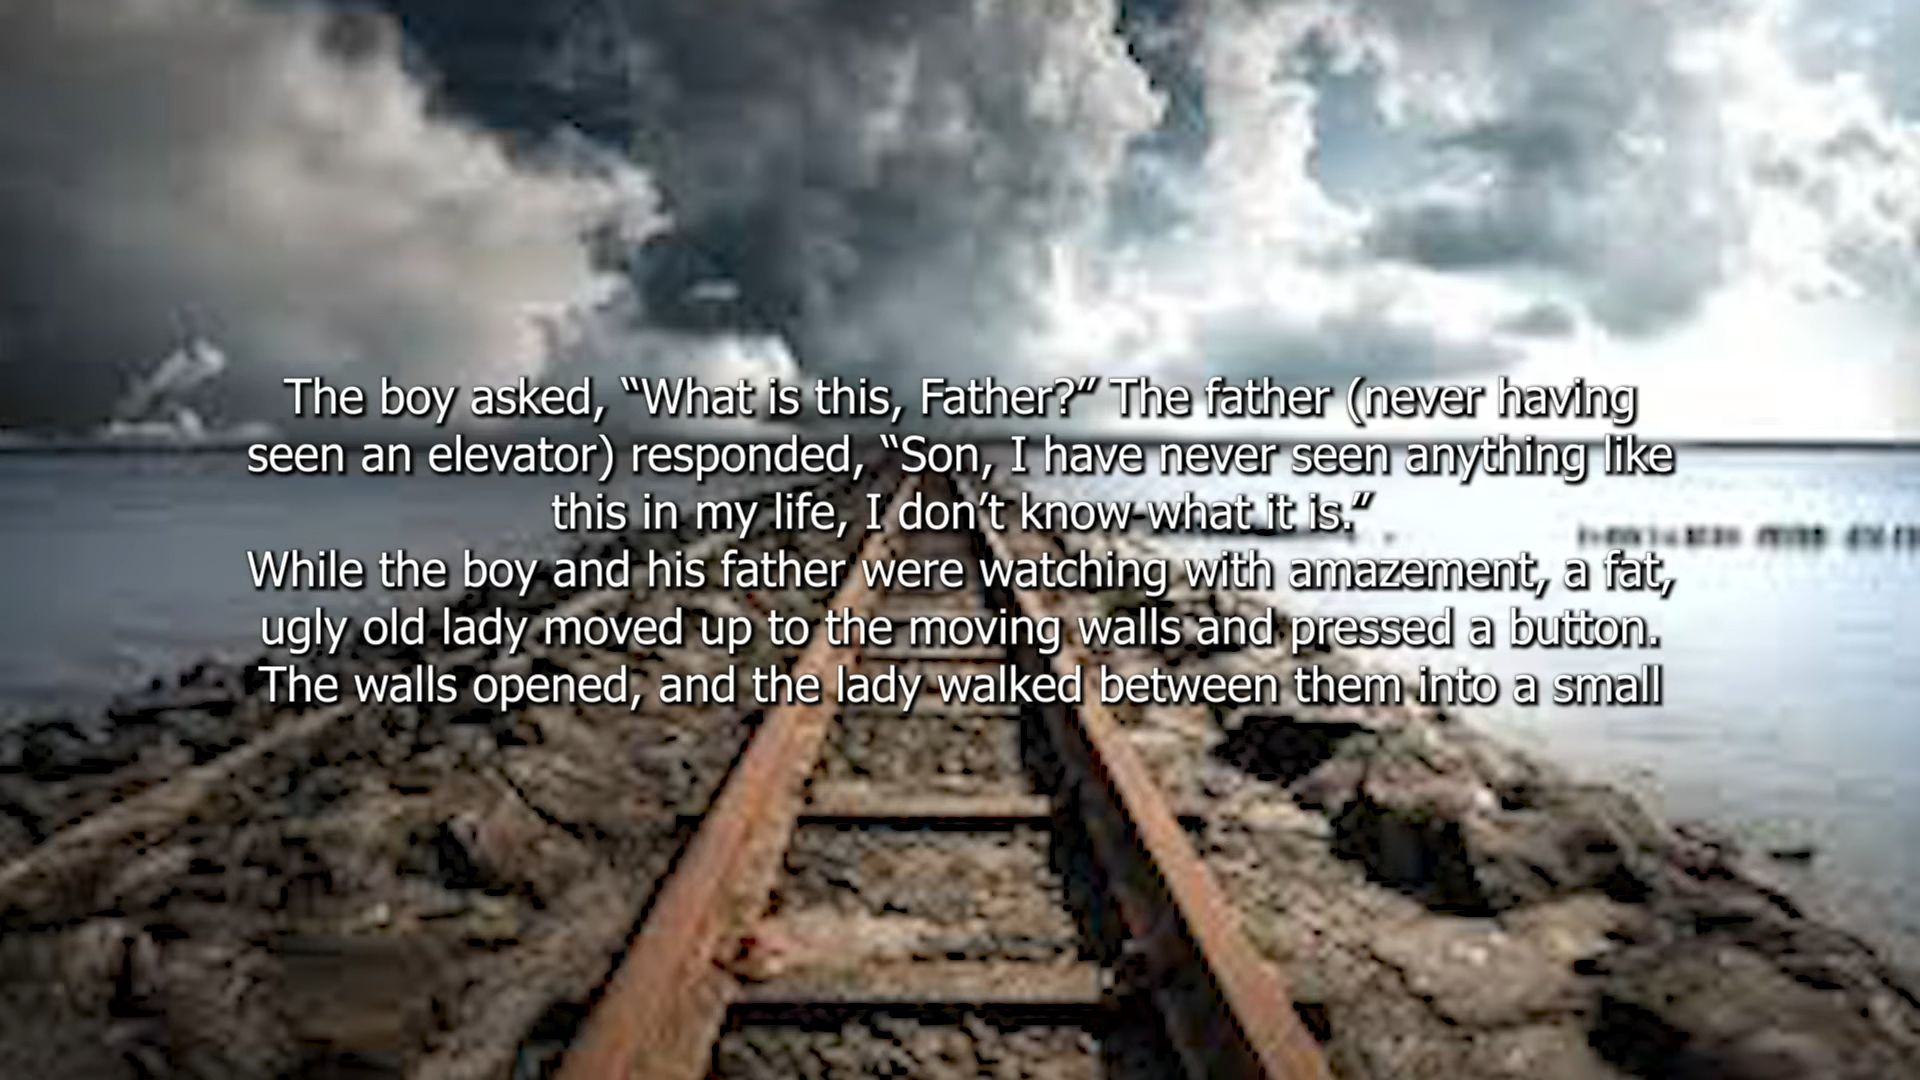 The boy asked, “What is this, Father?” The father (never having
seen an elevator) responded, “Son, I have never seen anything like
this in my life, I don’t know what it is.”
While the boy and his father were watching with amazement, a fat,
ugly old lady moved up to the moving walls and pressed a button.
The walls opened, and the lady walked between them into a small